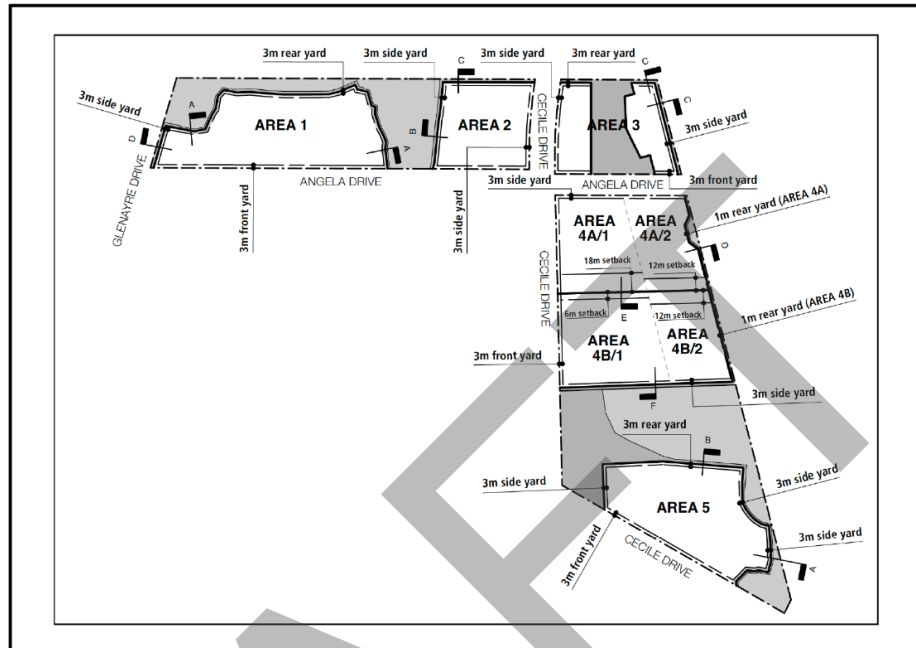 3m rear yard
3m side yard
3m side yard
3m rear yard
C
C
3m side yard
A
D
AREA 1
B
AREA 2
CECILE DRIVE
AREA 3
C
3m side yard
A
GLENAYRE DRIVE
3m front yard
ANGELA DRIVE
3m side yard
3m side yard
ANGELA DRIVE
3m front yard
AREA
4A/1
AREA
4A/2
1m rear yard (AREA 4A)
D
CECILE DRIVE
18m setback
12m setback
6m setback
E
12m setback
1m rear yard (AREA 4B)
AREA
4B/1
AREA
4B/2
3m front yard
F
3m side yard
3m rear yard
B
3m side yard
AREA 5
3m side yard
3m front yard
CECILE DRIVE
3m side yard
A